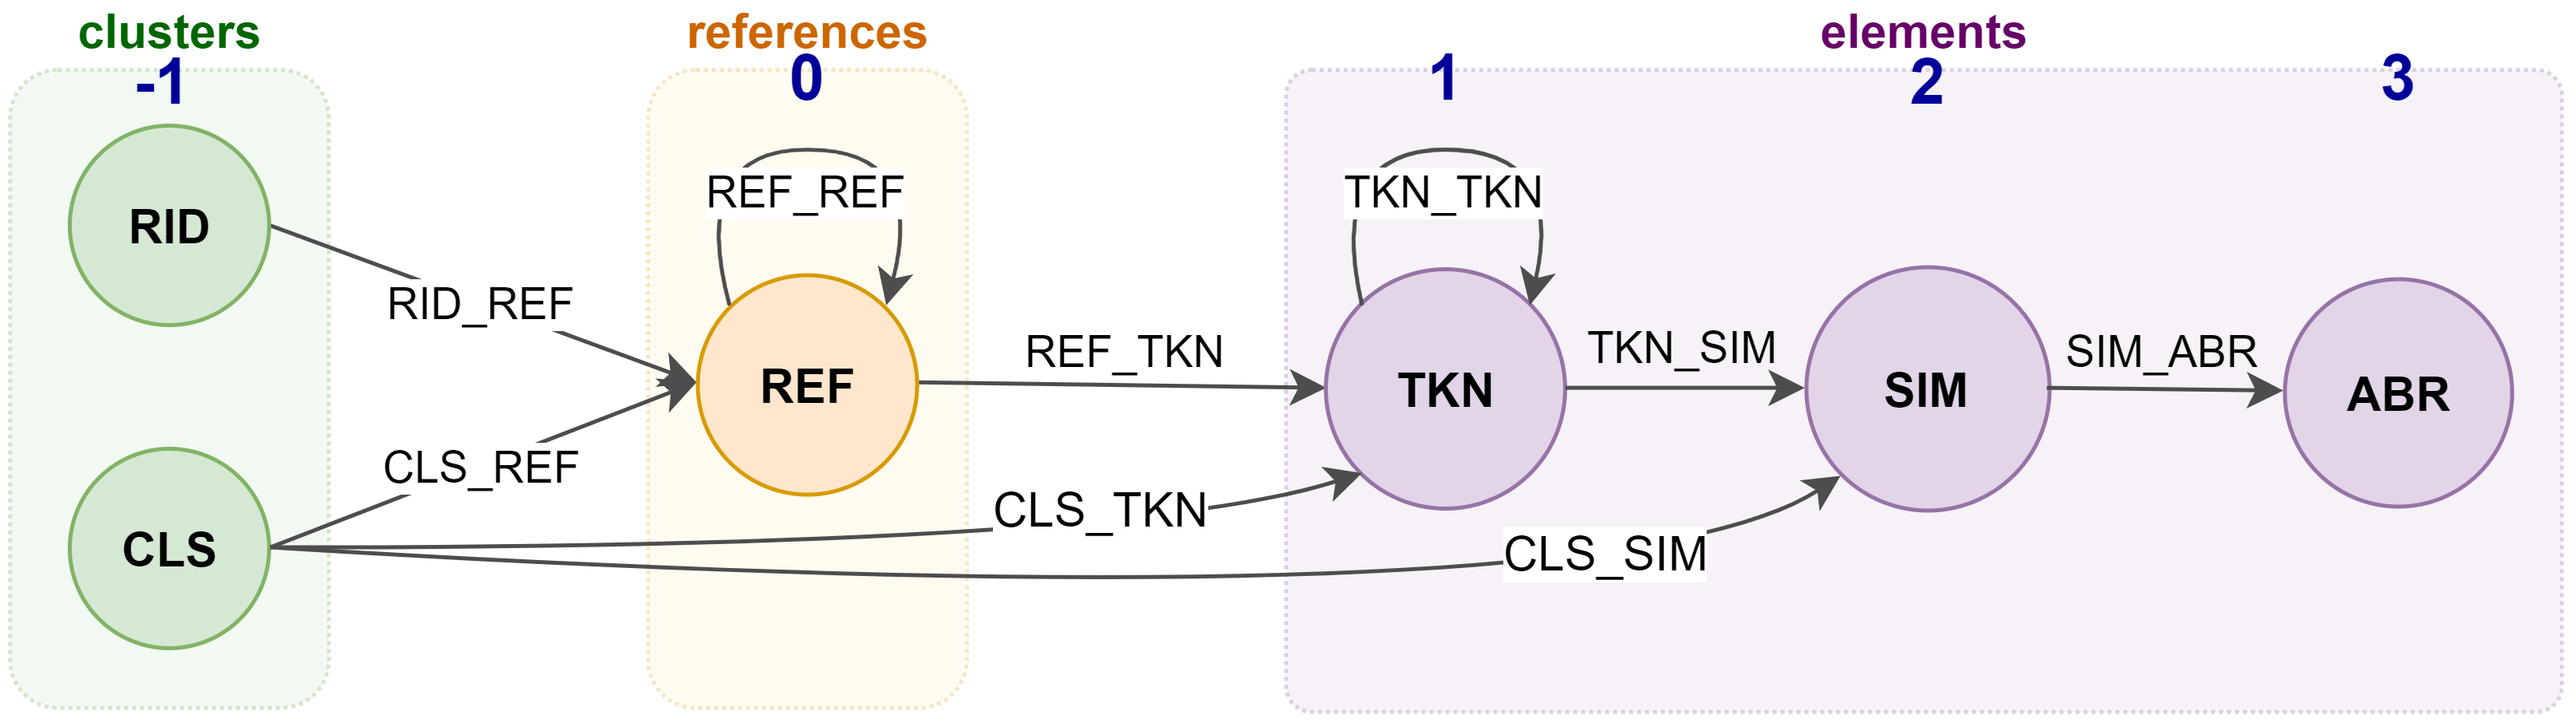 clusters
references
elements
-1
0
1
2
3
RID
REF_REF
TKN_TKN
RID_REF
REF
REF_TKN
TKN
TKN_SIM
SIM
SIM_ABR
ABR
CLS_REF
CLS
CLS_TKN
CLS_SIM